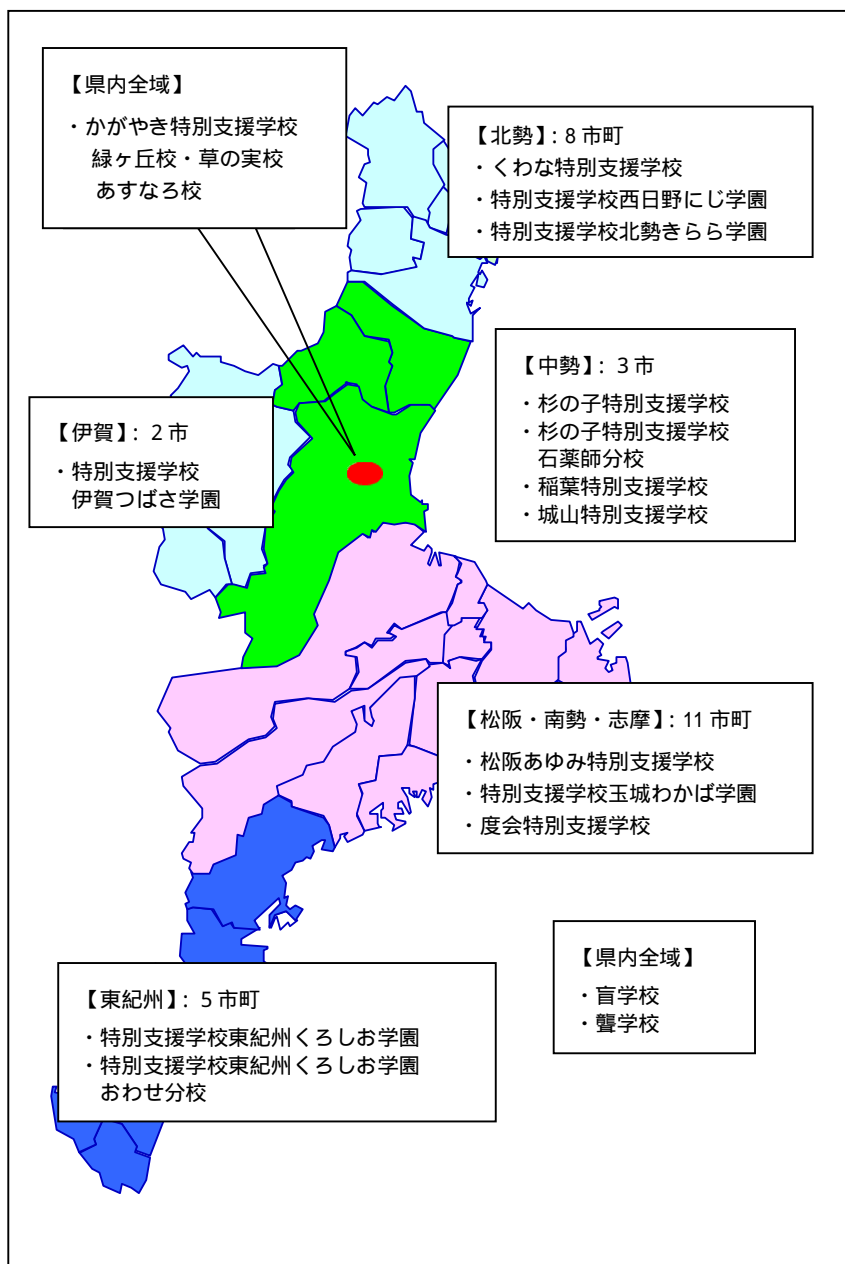 【県内全域】
・かがやき特別支援学校
緑ヶ丘校・草の実校
あすなろ校
【北勢】：８市町
・くわな特別支援学校
・特別支援学校西日野にじ学園
・特別支援学校北勢きらら学園
【中勢】：３市
・杉の子特別支援学校
・杉の子特別支援学校
石薬師分校
・稲葉特別支援学校
・城山特別支援学校
【伊賀】：２市
・特別支援学校
伊賀つばさ学園
【松阪・南勢・志摩】：11 市町
・松阪あゆみ特別支援学校
・特別支援学校玉城わかば学園
・度会特別支援学校
【県内全域】
・盲学校
・聾学校
【東紀州】：５市町
・特別支援学校東紀州くろしお学園
・特別支援学校東紀州くろしお学園
おわせ分校